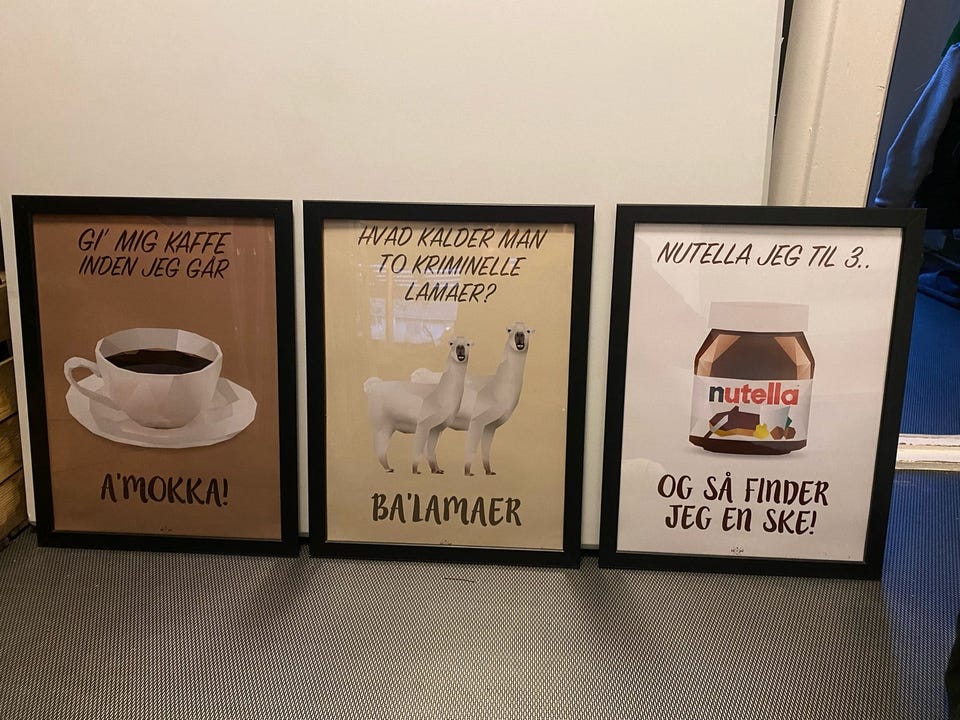 GI' MIG KAFFE
INDEN JEG GÅR
A'MOKKA!
HVAD KALDER MAN
TO KRIMINELLE
LAMAER?
BA'LAMAER
NUTELLA JEG TIL 3..
nutella
OG SÅ FINDER
JEG EN SKE!